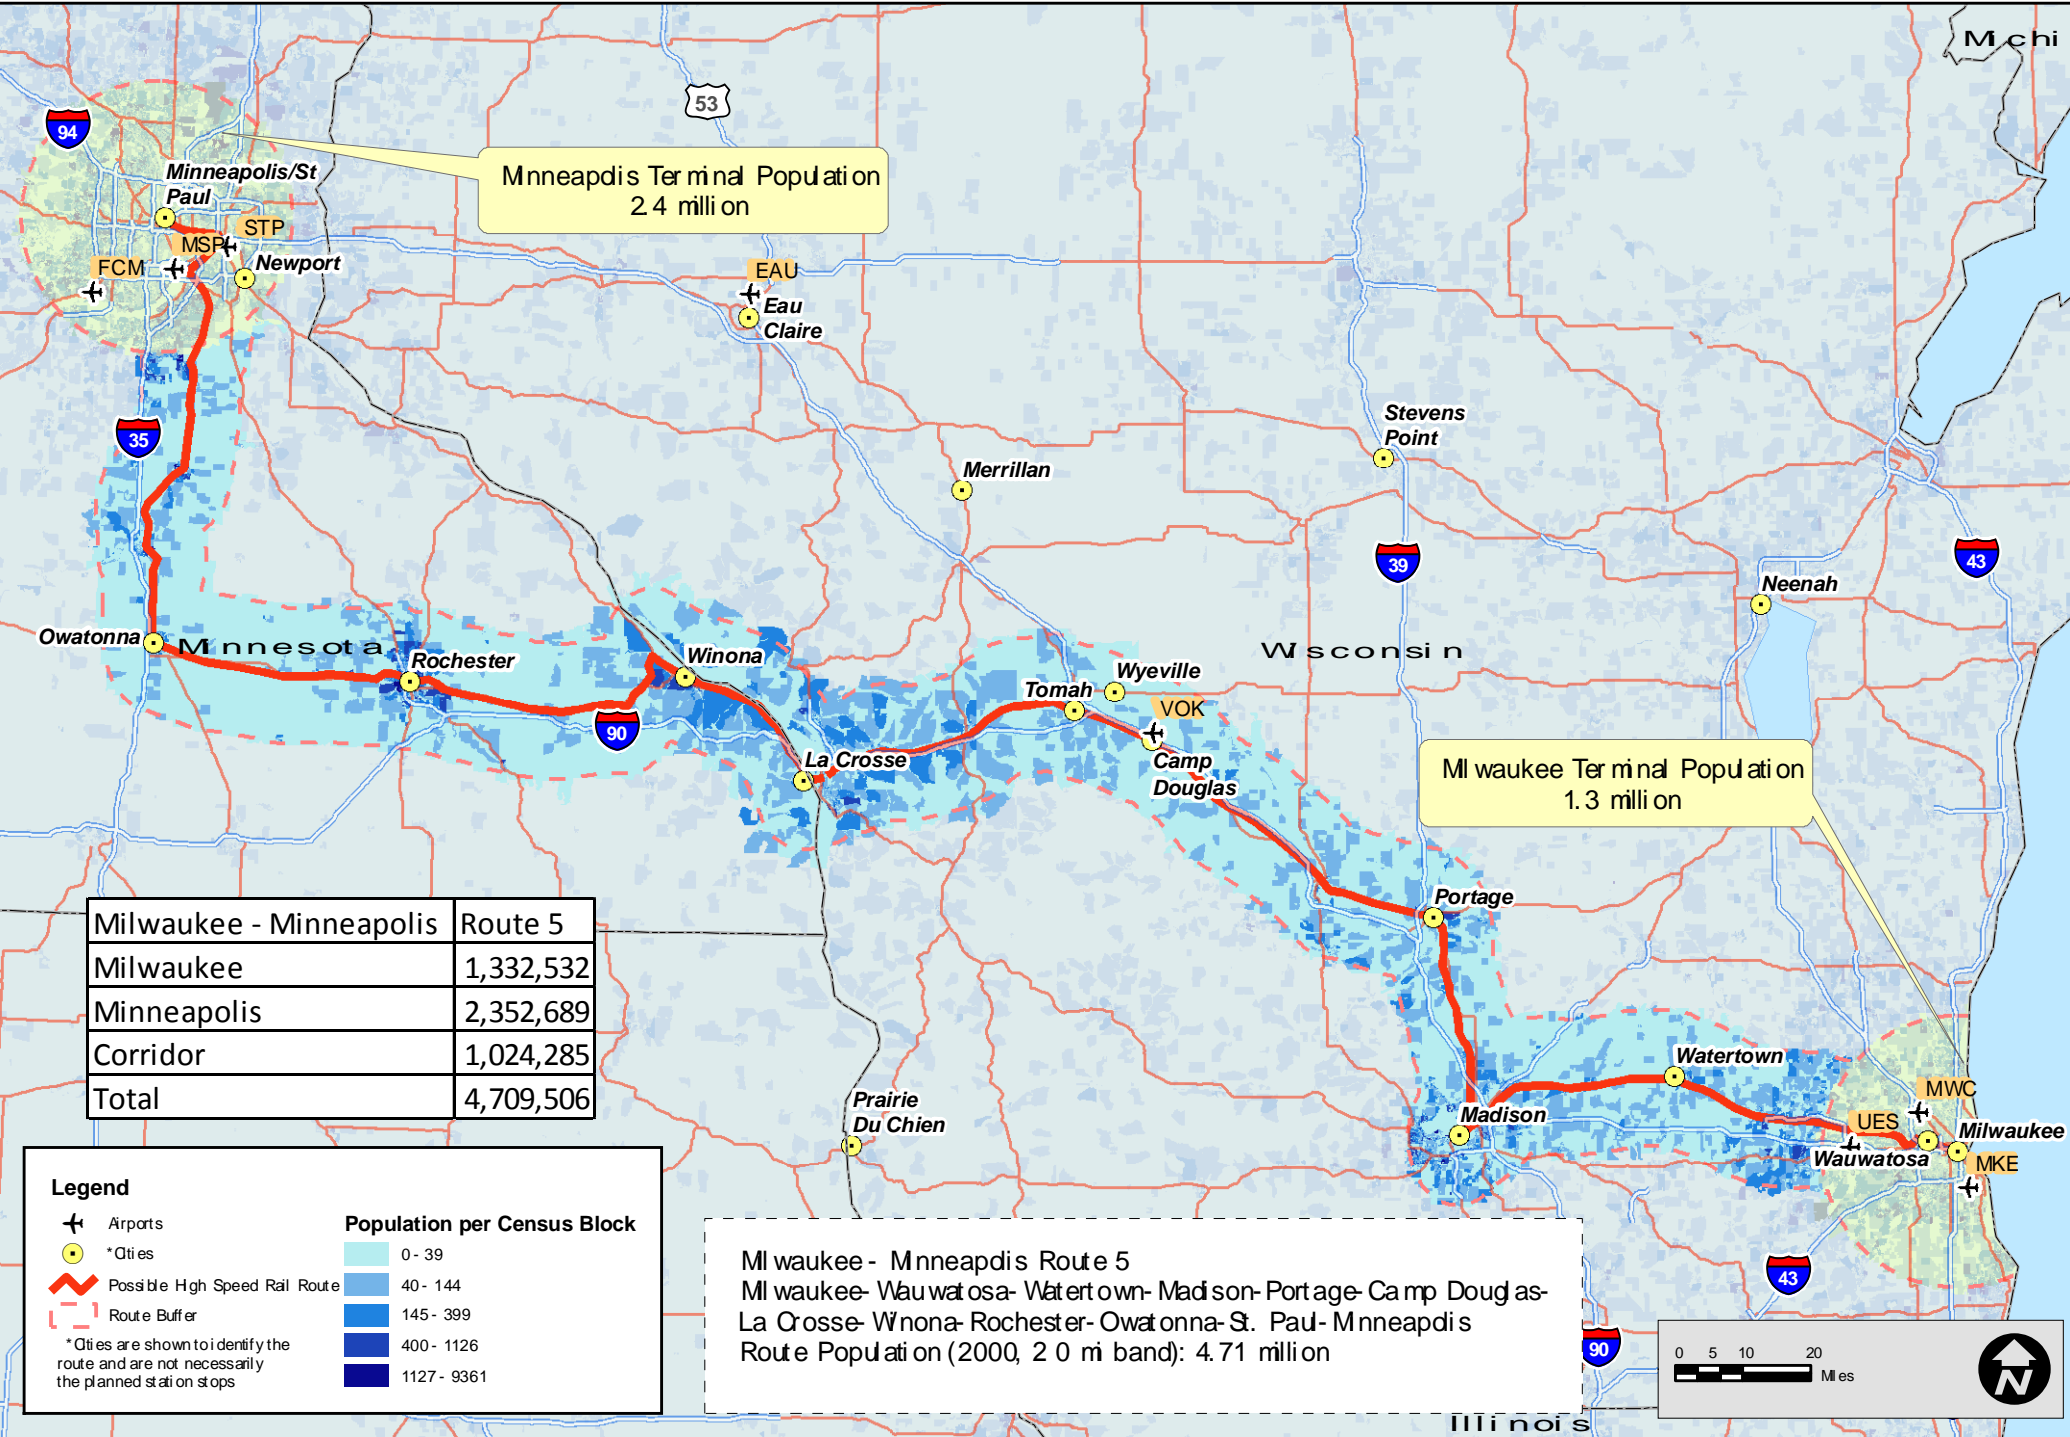 Michi
53
94
Minneapolis/St
Paul
Minneapolis Terminal Population
2.4 million
STP
MSP
FCM
Newport
EAU
Eau
Claire
35
Stevens
Point
Merrillan
39
43
Neenah
Owatonna
Minnesota
Rochester
Winona
Wisconsin
Wyeville
Tomah
VOK
90
La Crosse
Camp
Douglas
Milwaukee Terminal Population
1.3 million
Portage
Milwaukee - Minneapolis Route 5
Milwaukee 1,332,532
Minneapolis 2,352,689
Corridor 1,024,285
Total 4,709,506
Watertown
Prairie
Du Chien
Madison
MWC
UES
Milwaukee
Wauwatosa
MKE
Legend
Airports
*Cities
Possible High Speed Rail Route
Route Buffer
*Cities are shown to identify the
route and are not necessarily
the planned station stops
Population per Census Block
0 - 39
40 - 144
145 - 399
400 - 1126
1127 - 9361
Milwaukee - Minneapolis Route 5
Milwaukee-Wauwatosa-Watertown-Madison-Portage-Camp Douglas-
La Crosse-Winona-Rochester-Owatonna-St. Paul-Minneapolis
Route Population (2000, 20 mi band): 4.71 million
43
90
0 5 10 20
Miles
N
Illinois